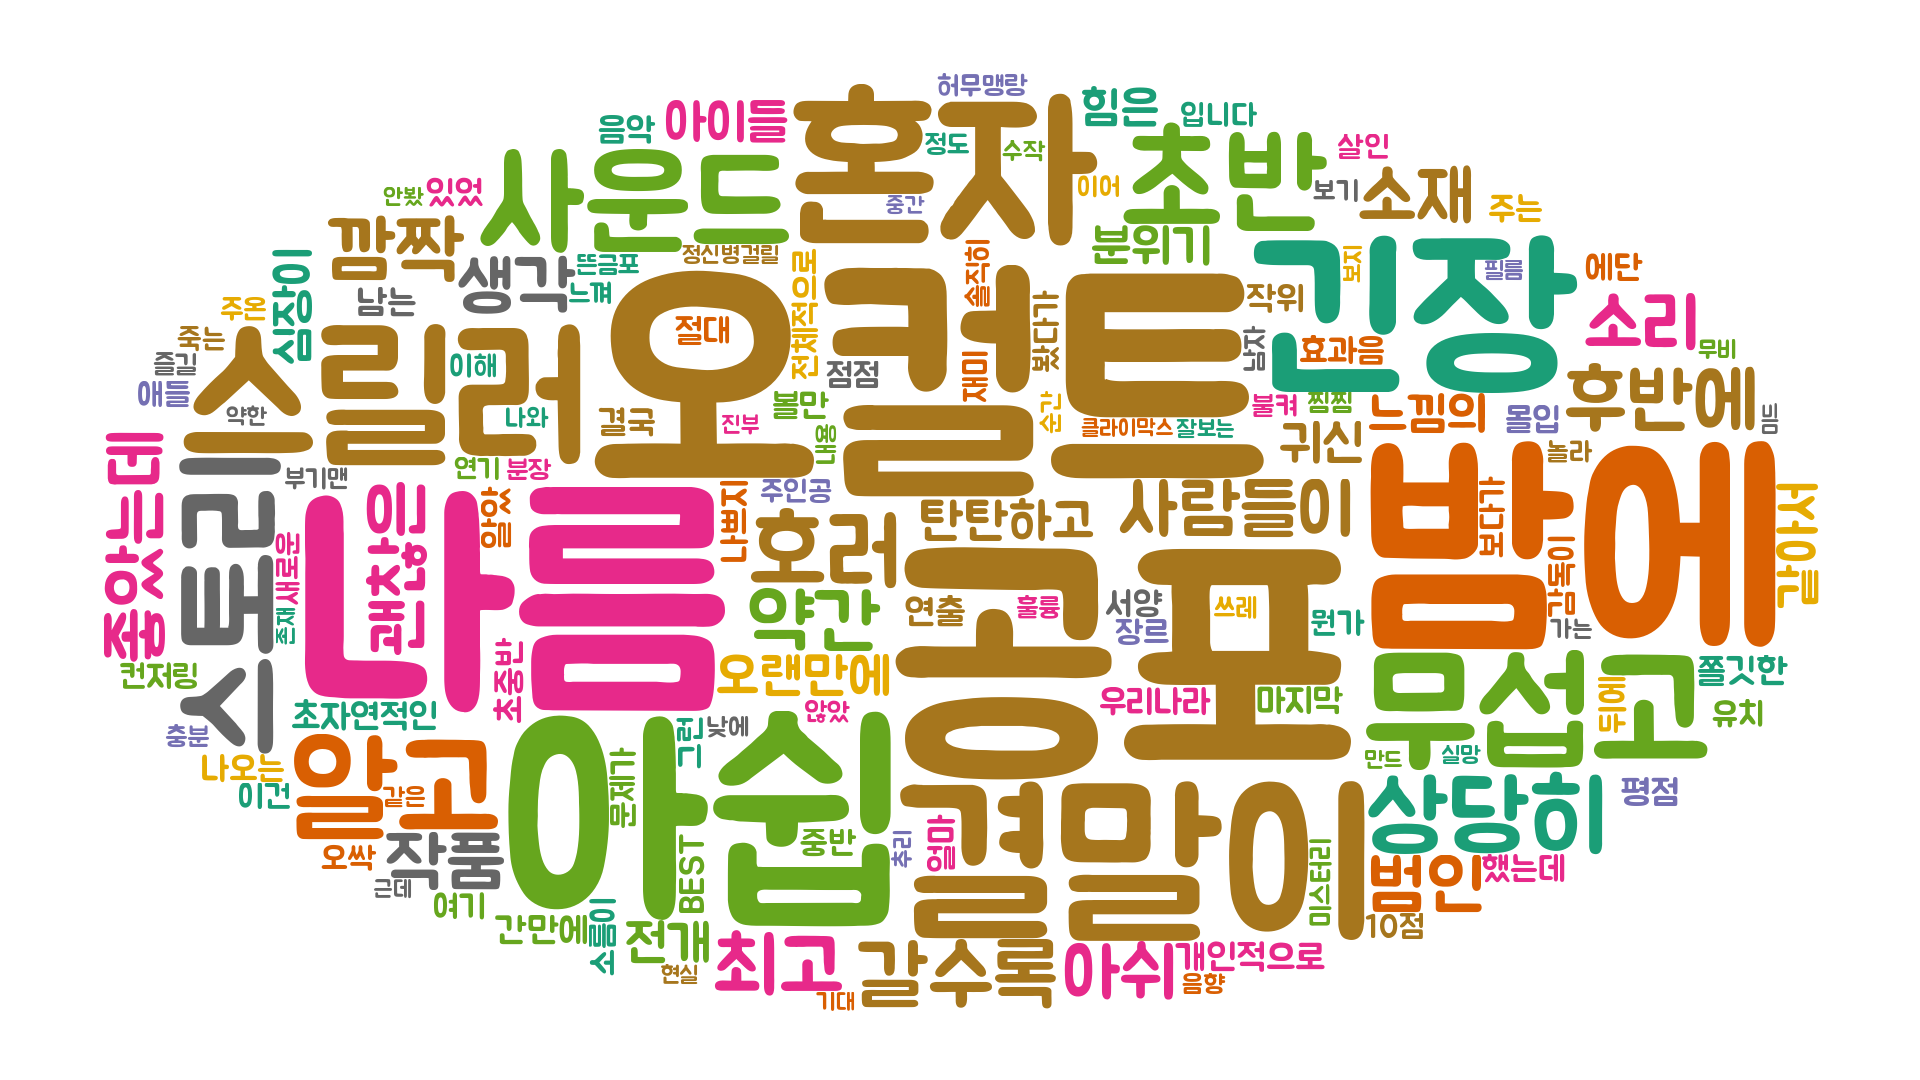 허무맹랑
음악
아이들
혼자
정도
수작
힘은
입니다
살인
안봤
있었
사운드
중간
이어
초반
보기
소재
주는
깜짝
생각
정신병걸릴
뜬금포
느껴
남는
심장이
주온
죽는
즐길
애들
약한
스릴러
이해
나와
오컬트
절대
전체적으로
점점
솔직히
재미
봤다가
분위기
작위
남자
긴장
보지
필름
에단
소리
무비
효과음
불켜
찜찜
느낌의
몰입
후반에
놀라
결국
진부
볼만
내용
순간
클라이막스
잘보는
귀신
좋았는데
스토리
부기맨
연기
분장
괜찮은
알았
나쁘지
주인공
호러
탄탄하고
사람들이
밤에
보다가
감독이
가는
같아서
새로운
존재
나름
초중반
약간
연출
공포
훌륭
서양
장르
쓰레
뭔가
컨저링
초자연적인
오랜만에
않았
우리나라
마지막
무섭고
뒤에
쫄깃한
유치
충분
나오는
이건
알고
같은
그런
낮에
문제가
아쉽
중반
추리
얼마
결말이
미스터리
만드
실망
상당히
평점
오싹
작품
근데
여기
BEST
범인
했는데
10점
간만에
소름이
전개
현실
최고
기대
갈수록
아쉬
개인적으로
음향